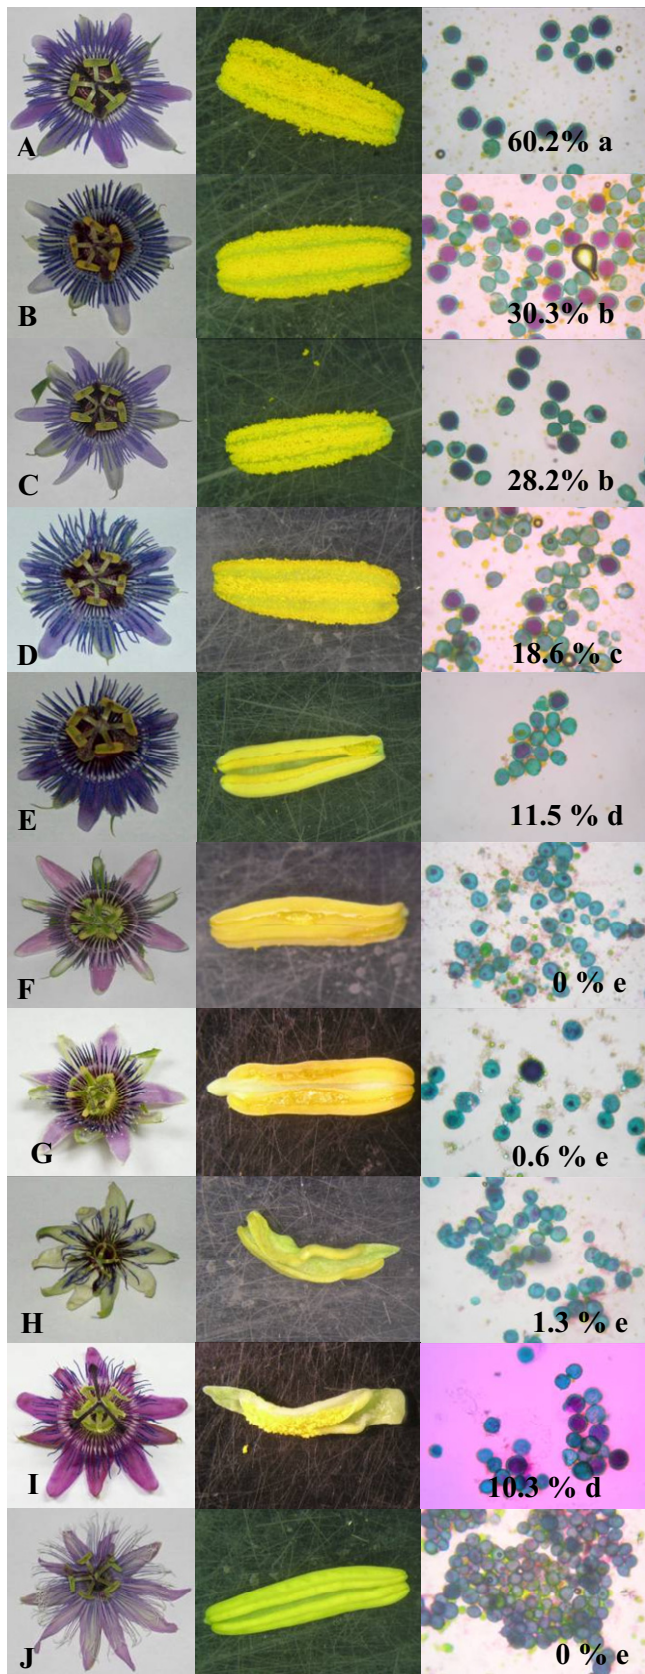 A
60.2% a
B
30.3% b
C
28.2% b
D
18.6 % c
E
11.5 % d
F
0 % e
G
0.6 % e
H
1.3 % e
I
10.3 % d
J
0 % e